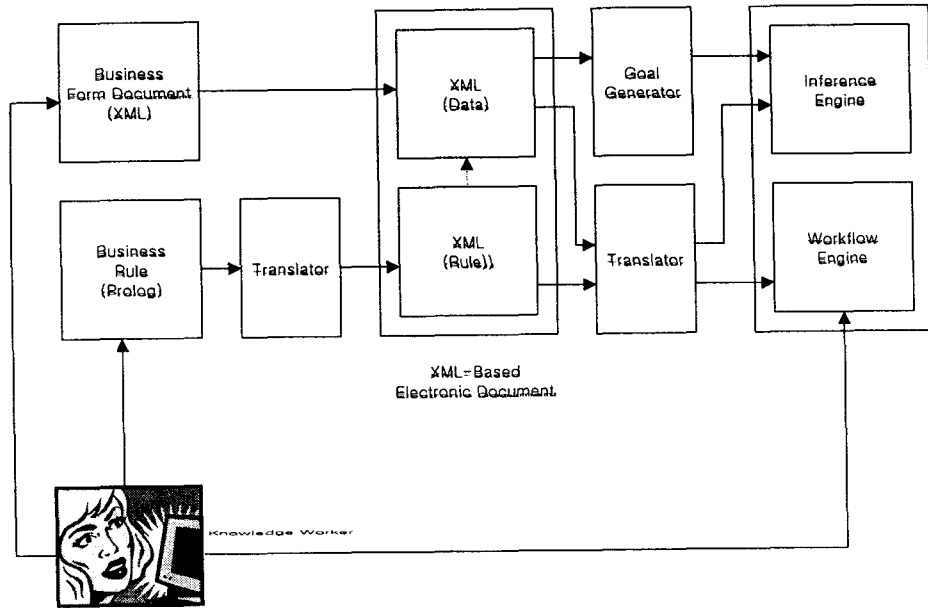 Business
Form Document
(XML)
XML
(Data)
Goal
Generator
Inference
Engine
Business
Rule
(Prolog)
Translator
XML
(Rule))
Translator
Workflow
Engine
XML-Based
Electronic Document
Knowledge Worker